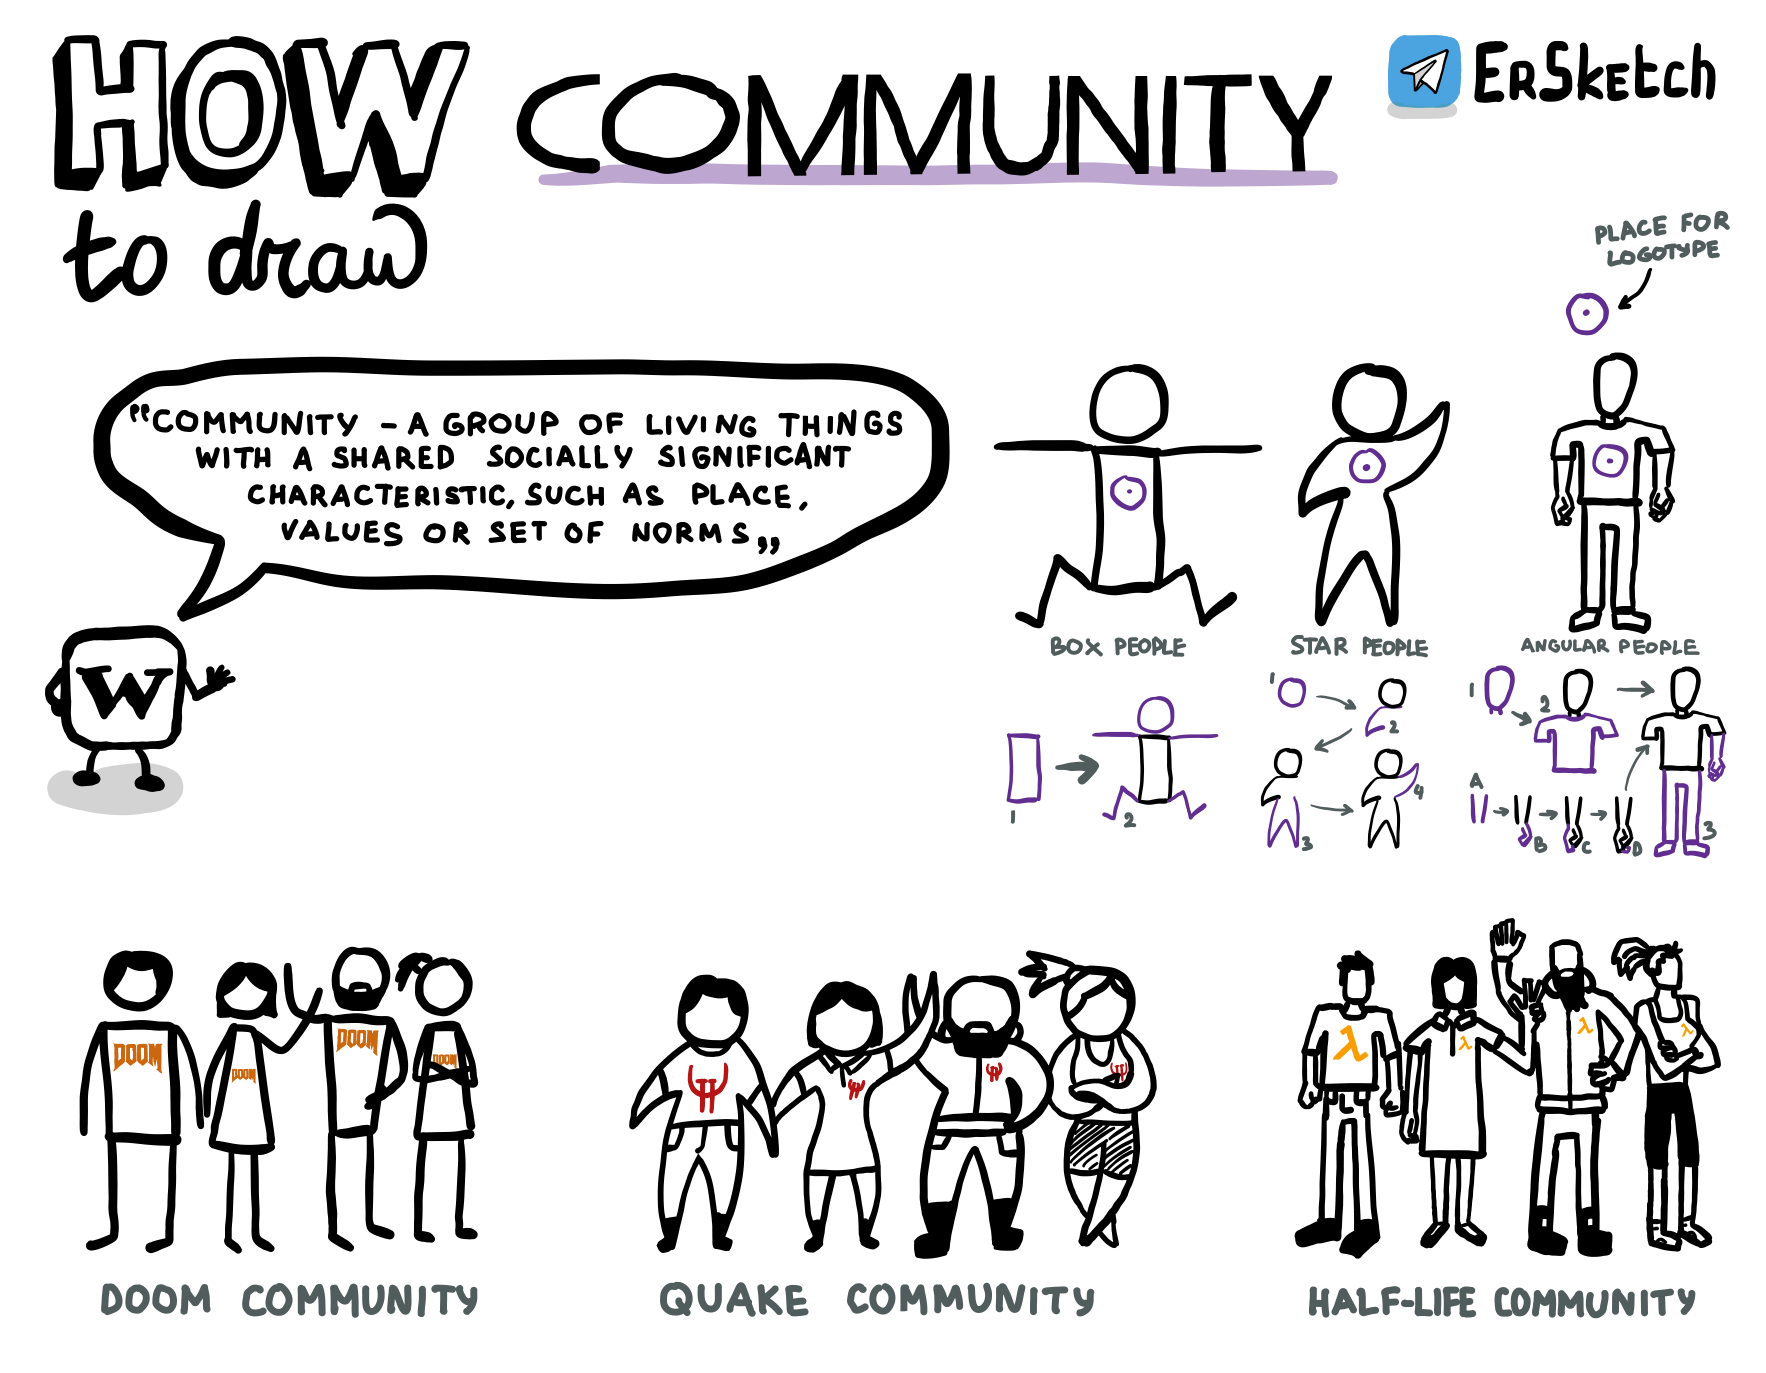 HOW
to draw
COMMUNITY
ErSketch
PLACE FOR
LOGOTYPE
"COMMUNITY - A GROUP OF LIVING THINGS
WITH A SHARED SOCIALLY SIGNIFICANT
CHARACTERISTIC, SUCH AS PLACE,
VALUES OR SET OF NORMS„
W
BOX PEOPLE
STAR PEOPLE
ANGULAR PEOPLE
1
2
1
2
3
4
1
2
3
A
B
C
D
DOOM
DOOM
DOOM
DOOM
λ
λ
λ
λ
DOOM COMMUNITY
QUAKE COMMUNITY
HALF-LIFE COMMUNITY